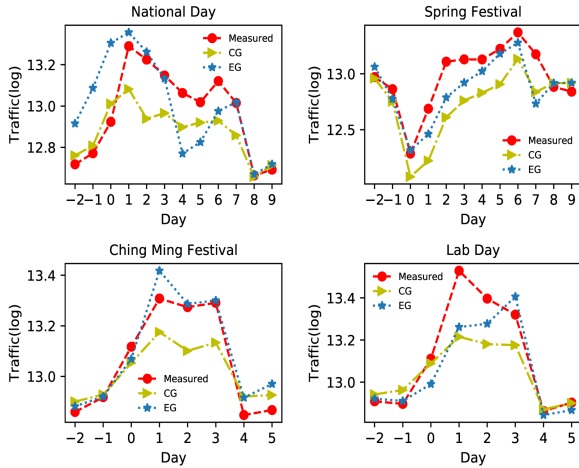 National Day
Traffic(log)
13.2
13.0
12.8
Measured
CG
EG
−2 −1 0 1 2 3 4 5 6 7 8 9
Day
Spring Festival
Traffic(log)
13.0
12.5
Measured
CG
EG
−2 −1 0 1 2 3 4 5 6 7 8 9
Day
Ching Ming Festival
Traffic(log)
13.4
13.2
13.0
Measured
CG
EG
−2 −1 0 1 2 3 4 5
Day
Lab Day
Traffic(log)
13.4
13.2
13.0
Measured
CG
EG
−2 −1 0 1 2 3 4 5
Day